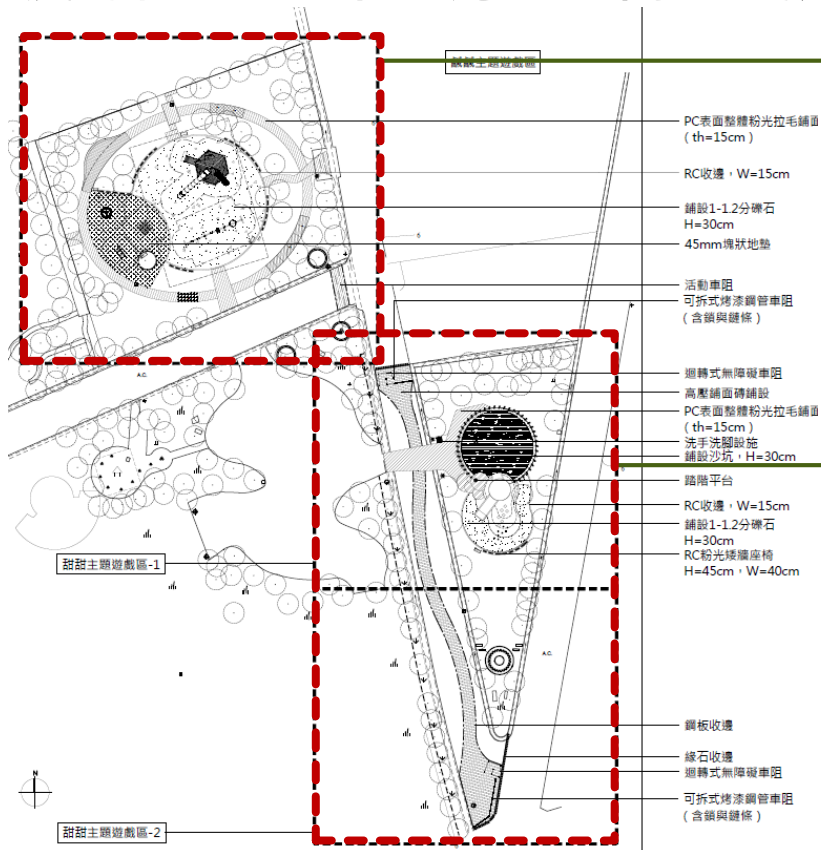 鹹鹹主題遊戲區
PC表面整體粉光拉毛鋪面
( th=15cm )
RC收邊，W=15cm
鋪設1-1.2分礫石
H=30cm
45mm塊狀地墊
活動車阻
可拆式烤漆鋼管車阻
( 含鎖與鏈條 )
迴轉式無障礙車阻
高壓鋪面磚鋪設
PC表面整體粉光拉毛鋪面
( th=15cm )
洗手洗腳設施
鋪設沙坑，H=30cm
踏階平台
RC收邊，W=15cm
鋪設1-1.2分礫石
H=30cm
RC粉光矮牆座椅
H=45cm，W=40cm
甜甜主題遊戲區-1
A.C.
A.C.
鋼板收邊
緣石收邊
迴轉式無障礙車阻
可拆式烤漆鋼管車阻
( 含鎖與鏈條 )
N
甜甜主題遊戲區-2